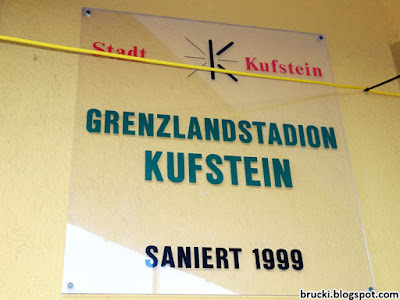 Stadt K Kufstein
GRENZLANDSTADION
KUFSTEIN
SANIERT 1999
brucki.blogspot.com